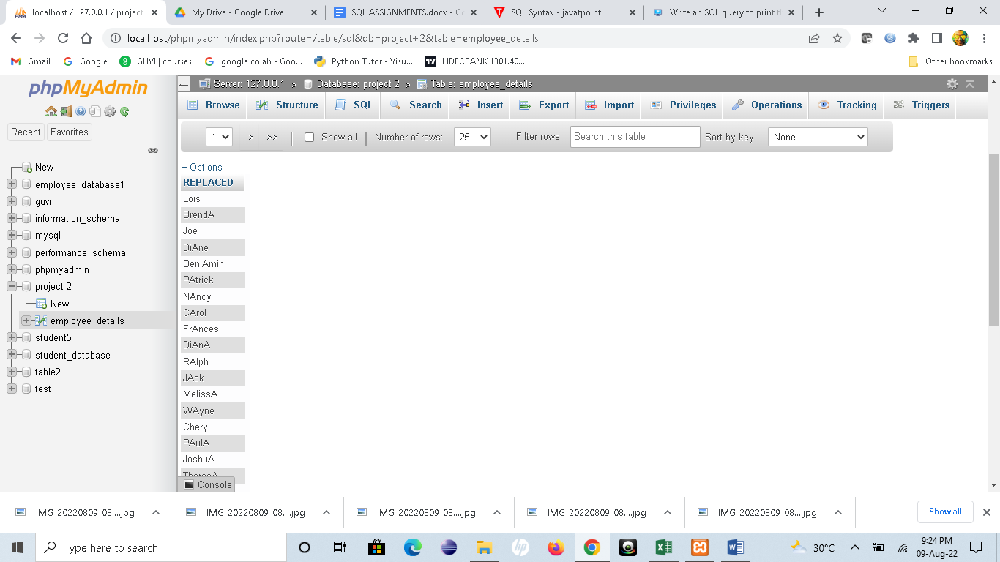 localhost / 127.0.0.1 / project
My Drive - Google Drive
SQL ASSIGNMENTS.docx - Go
SQL Syntax - javatpoint
Write an SQL query to print th
localhost/phpmyadmin/index.php?route=/table/sql&db=project+2&table=employee_details
Gmail
Google
GUVI | courses
google colab - Goo...
Python Tutor - Visu...
HDFCBANK 1301.40...
Other bookmarks
phpMyAdmin
Recent
Favorites
New
employee_database1
guvi
information_schema
mysql
performance_schema
phpmyadmin
project 2
New
employee_details
student5
student_database
table2
test
Server: 127.0.0.1 » Database: project 2 » Table: employee_details
Browse
Structure
SQL
Search
Insert
Export
Import
Privileges
Operations
Tracking
Triggers
1
>
>>
Show all
Number of rows:
25
Filter rows:
Search this table
Sort by key:
None
+ Options
REPLACED
Lois
BrendA
Joe
DiAne
BenjAmin
PAtrick
NAncy
CArol
FrAnces
DiAnA
RAlph
JAck
MelissA
WAyne
Cheryl
PAulA
JoshuA
TheresA
Console
IMG_20220809_08....jpg
IMG_20220809_08....jpg
IMG_20220809_08....jpg
IMG_20220809_08....jpg
IMG_20220809_08....jpg
Show all
Type here to search
30°C
9:24 PM
09-Aug-22